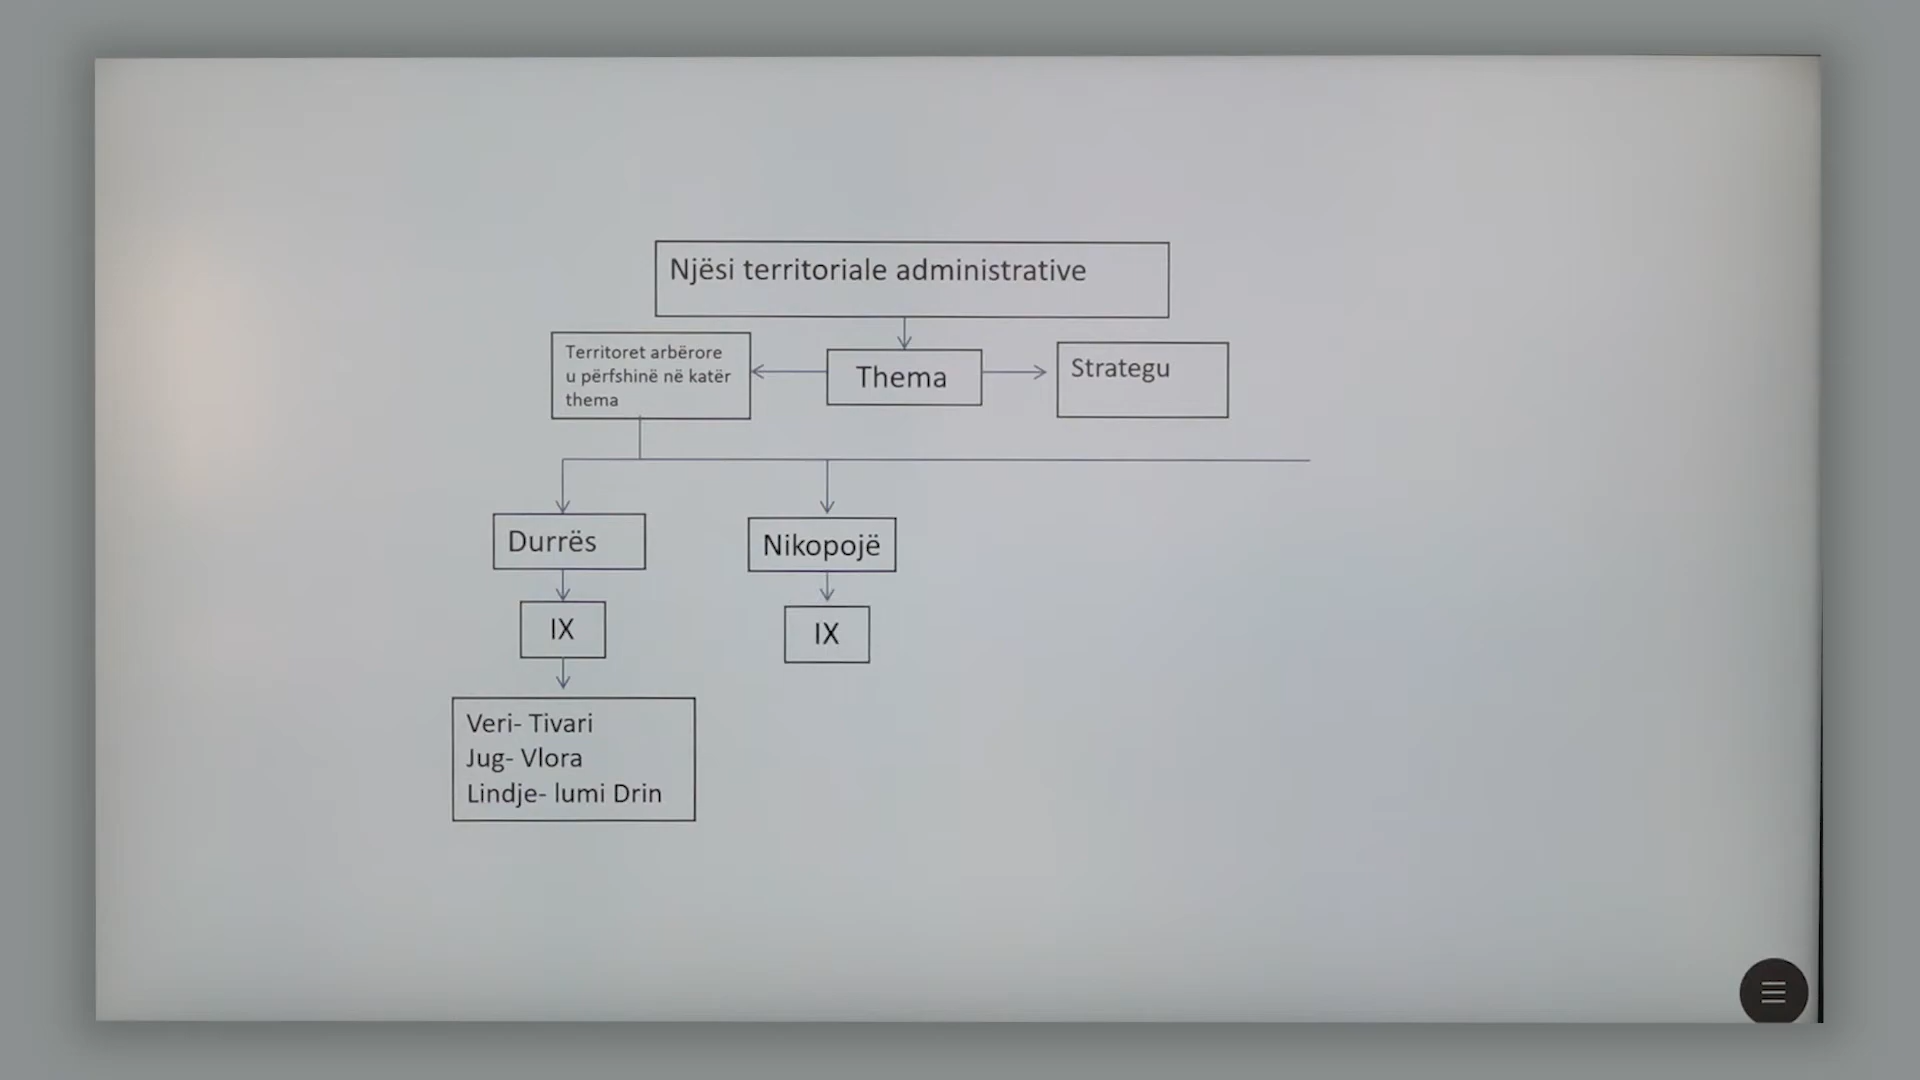 Njësi territoriale administrative
Territoret arbërore
u përfshinë në katër
thema
Thema
Strategu
Durrës
Nikopojë
IX
IX
Veri- Tivari
Jug- Vlora
Lindje- lumi Drin